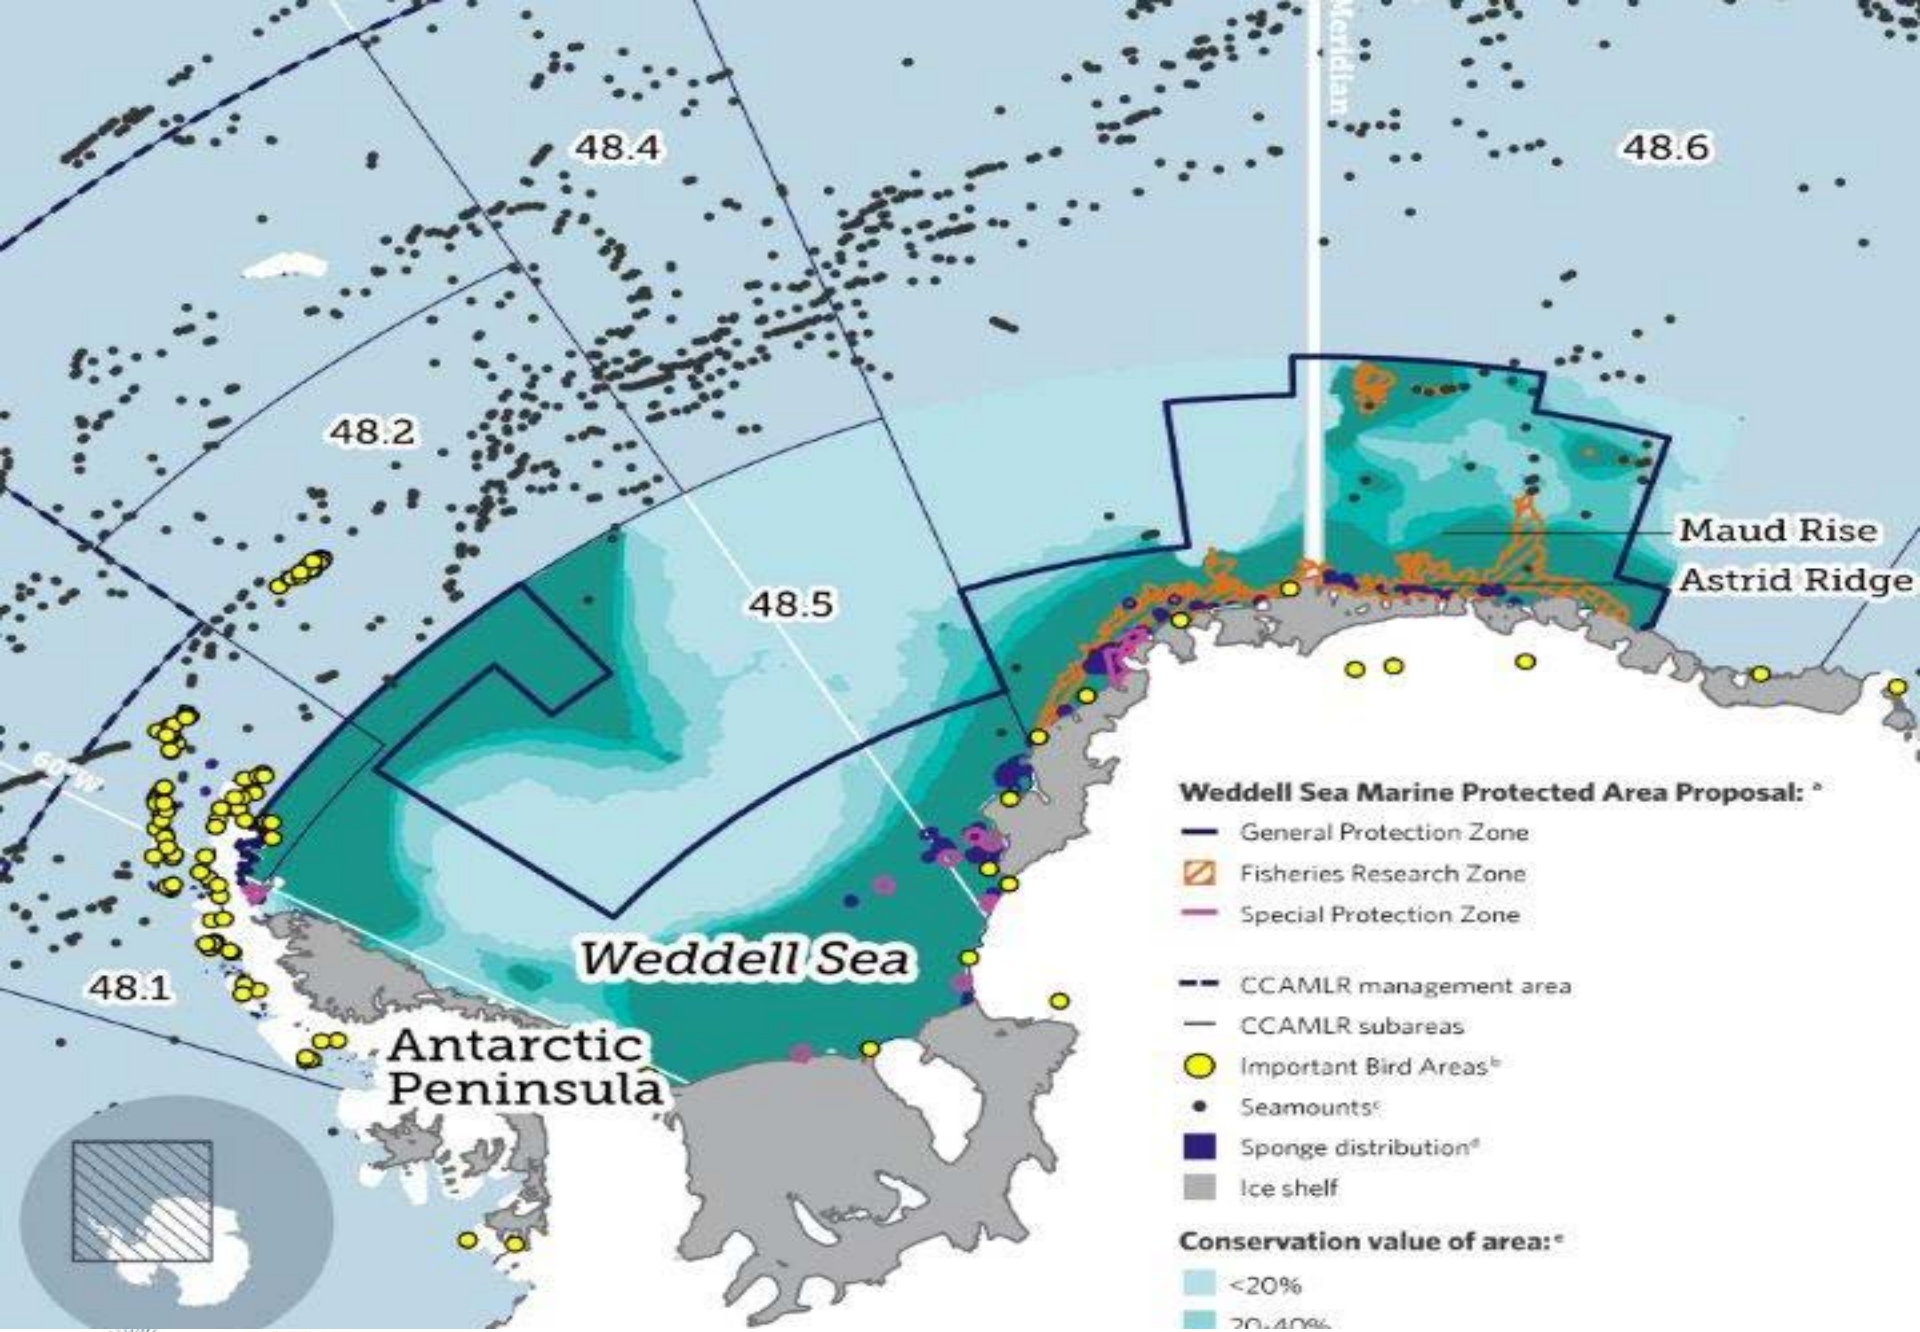 Meridian
48.4
48.6
48.2
Maud Rise
Astrid Ridge
48.5
60°W
Weddell Sea Marine Protected Area Proposal: a
General Protection Zone
Fisheries Research Zone
Special Protection Zone
Weddell Sea
48.1
CCAMLR management area
CCAMLR subareas
Antarctic
Peninsula
Important Bird Areas b
Seamounts c
Sponge distribution d
Ice shelf
Conservation value of area: e
<20%
20-40%